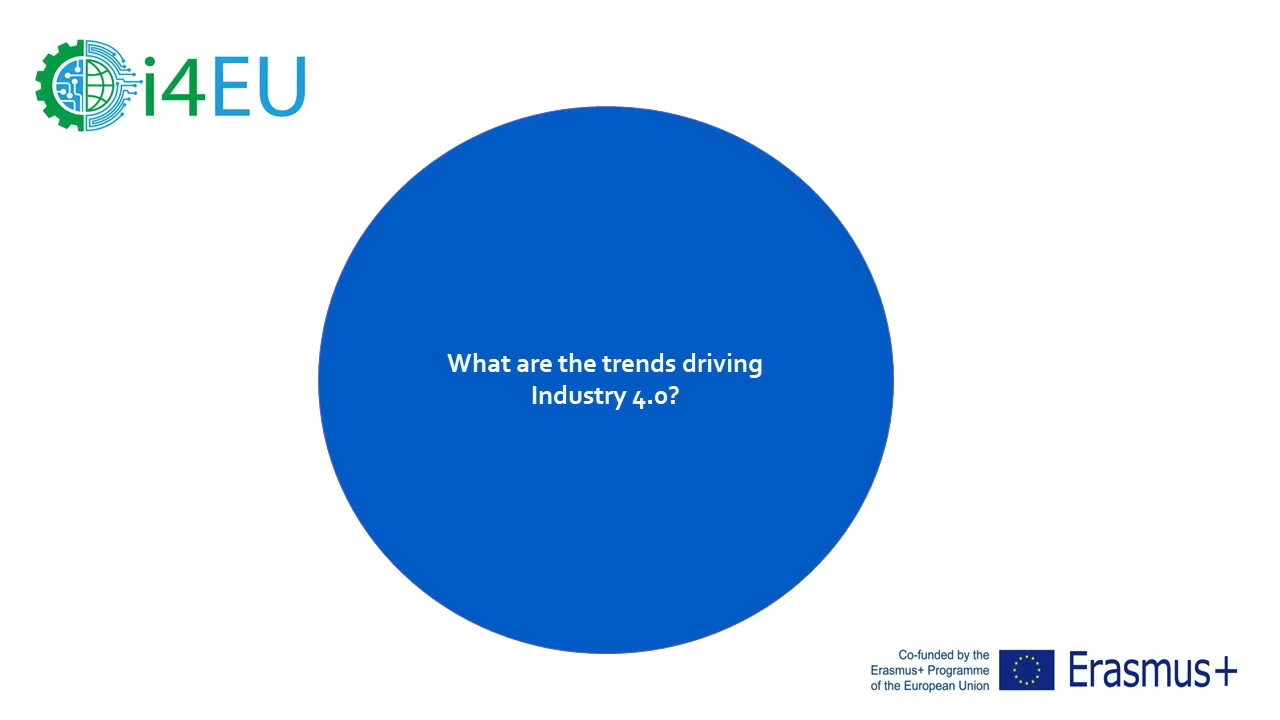 i4EU
What are the trends driving
Industry 4.0?
Co-funded by the
Erasmus+ Programme
of the European Union
Erasmus+